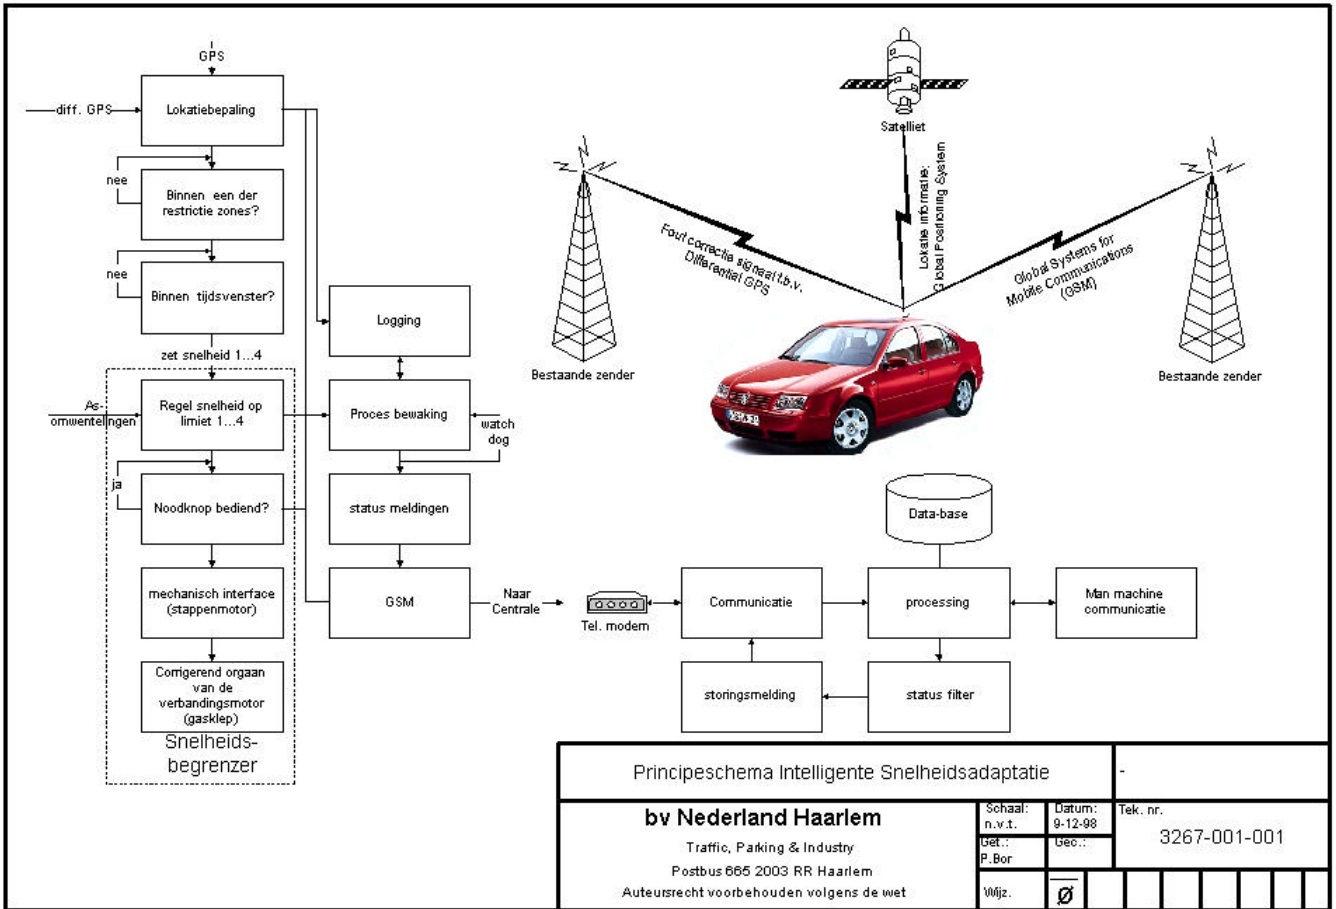 GPS
diff. GPS
Lokatiebepaling
nee
Binnen een der
restrictie zones?
nee
Binnen tijdsvenster?
zet snelheid 1...4
As-
omwentelingen
Regel snelheid op
limiet 1...4
ja
Noodknop bediend?
mechanisch interface
(stappenmotor)
Corrigerend orgaan
van de
verbandingsmotor
(gasklep)
Snelheids-
begrenzer
Logging
Proces bewaking
watch
dog
status meldingen
GSM
Naar
Centrale
Satelliet
Fout correctie signaal t.b.v.
Differential GPS
Lokatie informatie:
Global Positioning System
Global Systems for
Mobile Communications
(GSM)
Bestaande zender
Bestaande zender
Data-base
Tel. modem
Communicatie
processing
Man machine
communicatie
storingsmelding
status filter
Principeschema Intelligente Snelheidsadaptatie
-
bv Nederland Haarlem
Traffic, Parking & Industry
Postbus 665 2003 RR Haarlem
Auteursrecht voorbehouden volgens de wet
Schaal:
n.v.t.
Datum:
9-12-98
Get.:
P.Bor
Gec.:
Tek. nr.
3267-001-001
Wijz.
Ø